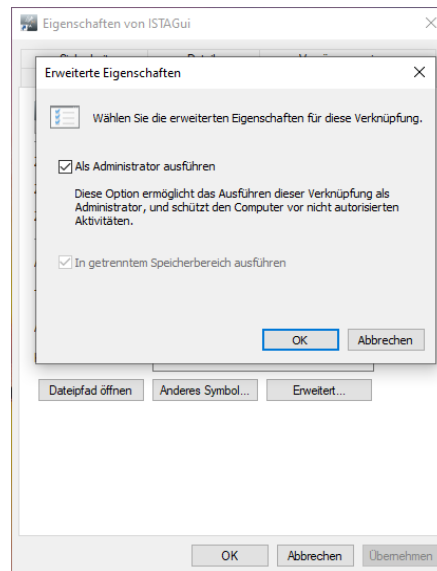 Eigenschaften von ISTAGui
Erweiterte Eigenschaften
Wählen Sie die erweiterten Eigenschaften für diese Verknüpfung.
Als Administrator ausführen
Diese Option ermöglicht das Ausführen dieser Verknüpfung als
Administrator, und schützt den Computer vor nicht autorisierten
Aktivitäten.
In getrenntem Speicherbereich ausführen
OK Abbrechen
Dateipfad öffnen Anderes Symbol... Erweitert...
OK Abbrechen Übernehmen